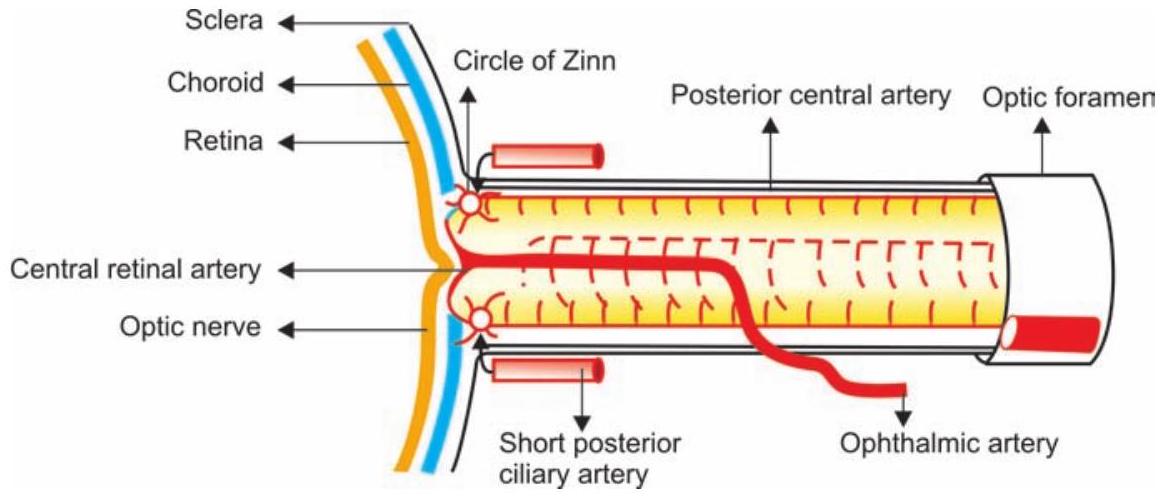 Sclera
Choroid
Retina
Circle of Zinn
Posterior central artery
Optic foramen
Central retinal artery
Optic nerve
Short posterior
ciliary artery
Ophthalmic artery